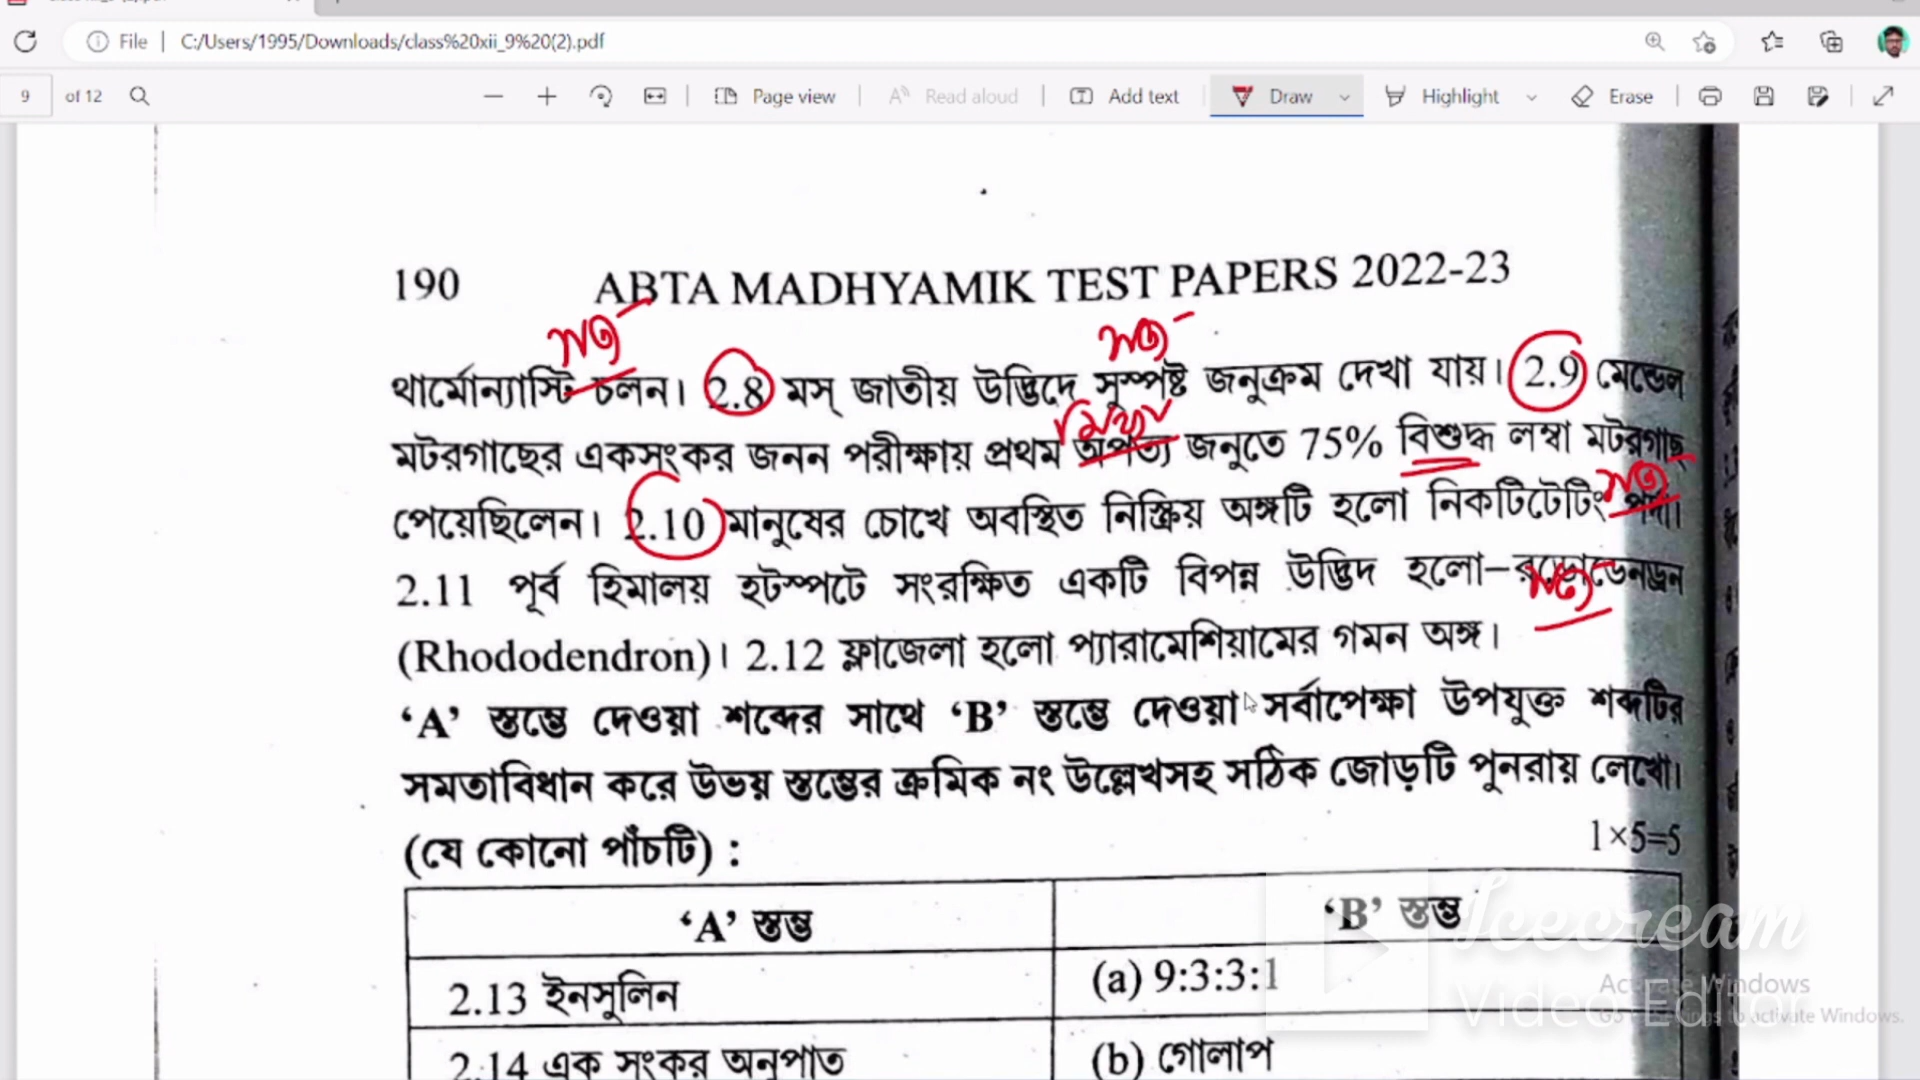 File C:/Users/1995/Downloads/class%20xii_9%20(2).pdf
9 of 12 Page view Read aloud Add text Draw Highlight Erase
190 ABTA MADHYAMIK TEST PAPERS 2022-23
থার্মোন্যাস্টি চলন। 2.8 মস্ জাতীয় উদ্ভিদে সুস্পষ্ট জনুক্রম দেখা যায়। 2.9 মেন্ডেল
মটরগাছের একসংকর জনন পরীক্ষায় প্রথম অপত্য জনুতে 75% বিশুদ্ধ লম্বা মটরগাছ
পেয়েছিলেন। 2.10 মানুষের চোখে অবস্থিত নিস্ক্রিয় অঙ্গটি হলো নিকটিটেটিং পর্দা।
2.11 পূর্ব হিমালয় হটস্পটে সংরক্ষিত একটি বিপন্ন উদ্ভিদ হলো–রডোডেনড্রন
(Rhododendron)। 2.12 ফ্লাজেলা হলো প্যারামেশিয়ামের গমন অঙ্গ।
‘A’ স্তম্ভে দেওয়া শব্দের সাথে ‘B’ স্তম্ভে দেওয়া সর্বাপেক্ষা উপযুক্ত শব্দটির
সমতাবিধান করে উভয় স্তম্ভের ক্রমিক নং উল্লেখসহ সঠিক জোড়টি পুনরায় লেখো।
(যে কোনো পাঁচটি) : 1×5=5
‘A’ স্তম্ভ ‘B’ স্তম্ভ
2.13 ইনসুলিন (a) 9:3:3:1
2.14 এক সংকর অনুপাত (b) গোলাপ
Icecream
Video Editor
Activate Windows